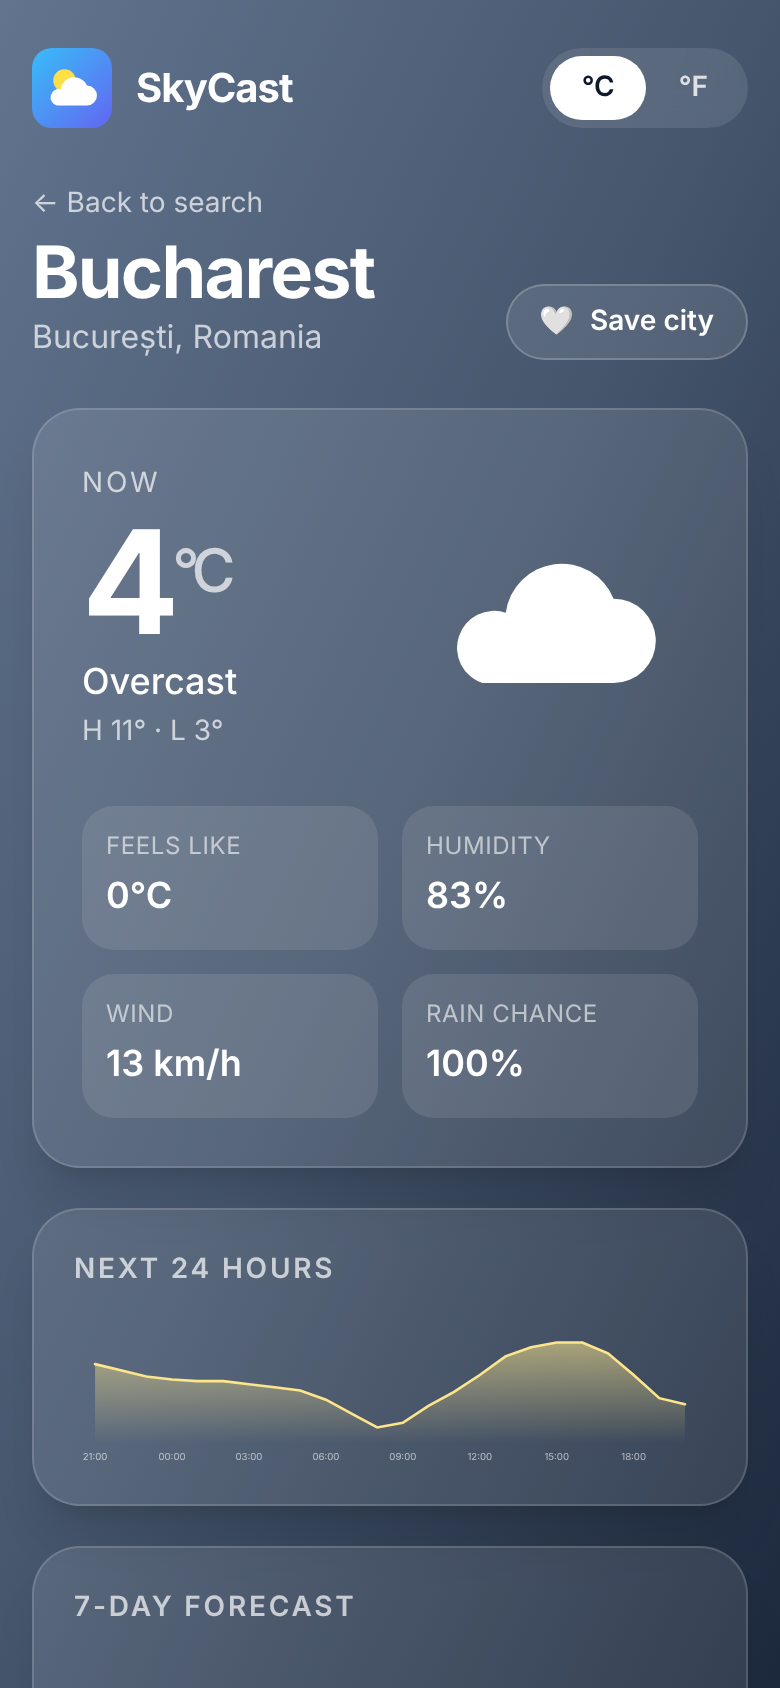 SkyCast
°C °F
← Back to search
Bucharest
București, Romania
🤍 Save city
NOW
4°C
Overcast
H 11° · L 3°
FEELS LIKE
0°C
HUMIDITY
83%
WIND
13 km/h
RAIN CHANCE
100%
NEXT 24 HOURS
21:00 00:00 03:00 06:00 09:00 12:00 15:00 18:00
7-DAY FORECAST